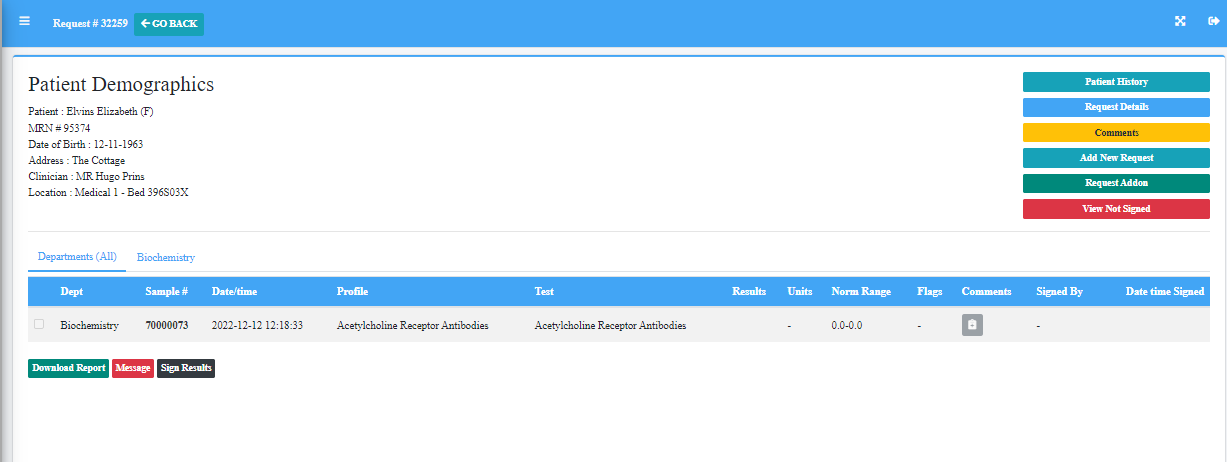 Request # 32259 GO BACK
Patient Demographics
Patient : Elvins Elizabeth (F)
MRN # 95374
Date of Birth : 12-11-1963
Address : The Cottage
Clinician : MR Hugo Prins
Location : Medical 1 - Bed 396803X
Patient History
Request Details
Comments
Add New Request
Request Addon
View Not Signed
Departments (All) Biochemistry
Dept Sample # Date/time Profile Test Results Units Norm Range Flags Comments Signed By Date time Signed
Biochemistry 70000073 2022-12-12 12:18:33 Acetylcholine Receptor Antibodies Acetylcholine Receptor Antibodies - 0.0-0.0 - -
Download Report Message Sign Results